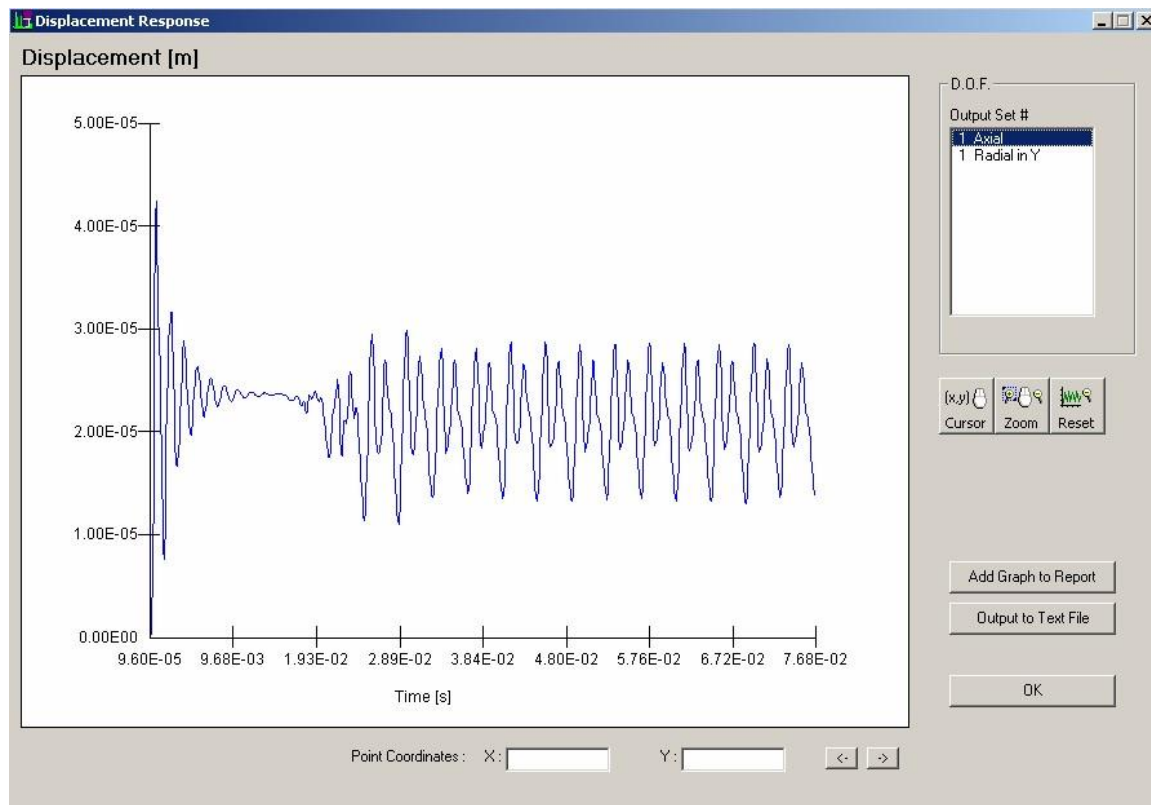 Displacement Response
Displacement [m]
5.00E-05
4.00E-05
3.00E-05
2.00E-05
1.00E-05
0.00E00
9.60E-05 9.68E-03 1.93E-02 2.89E-02 3.84E-02 4.80E-02 5.76E-02 6.72E-02 7.68E-02
Time [s]
D.O.F.
Output Set #
1 Axial
1 Radial in Y
(x,y)
Cursor Zoom Reset
Add Graph to Report
Output to Text File
OK
Point Coordinates : X : Y : <- ->